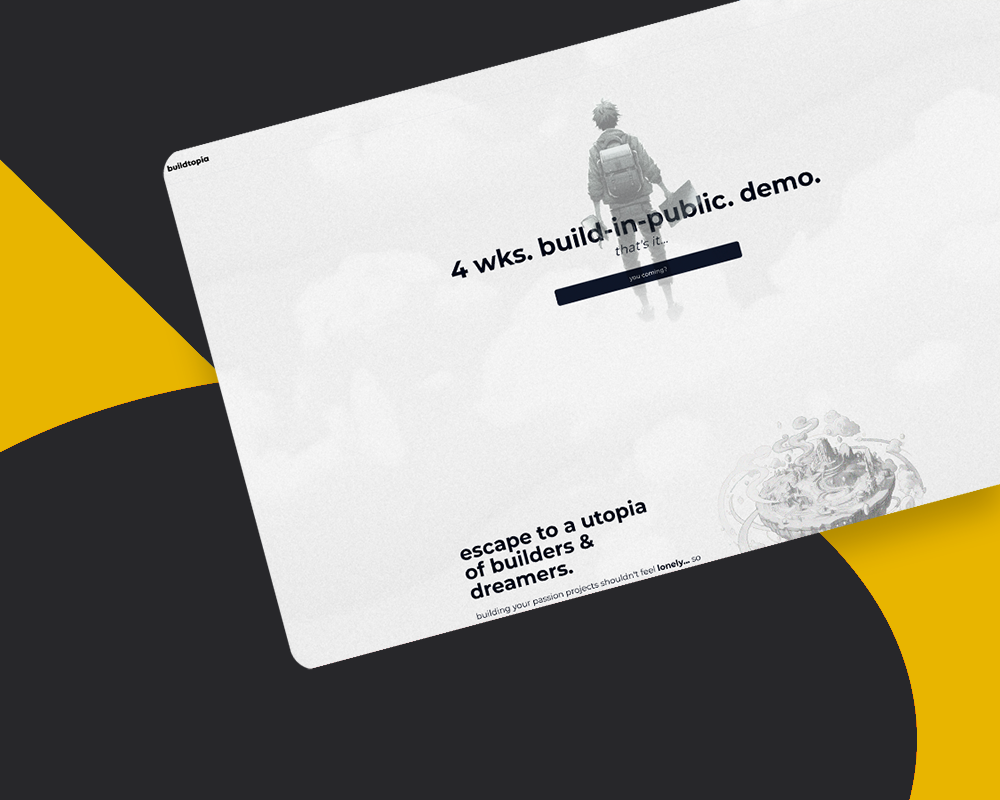 buildtopia
4 wks. build-in-public. demo.
that's it...
you coming?
escape to a utopia
of builders &
dreamers.
building your passion projects shouldn't feel lonely... so